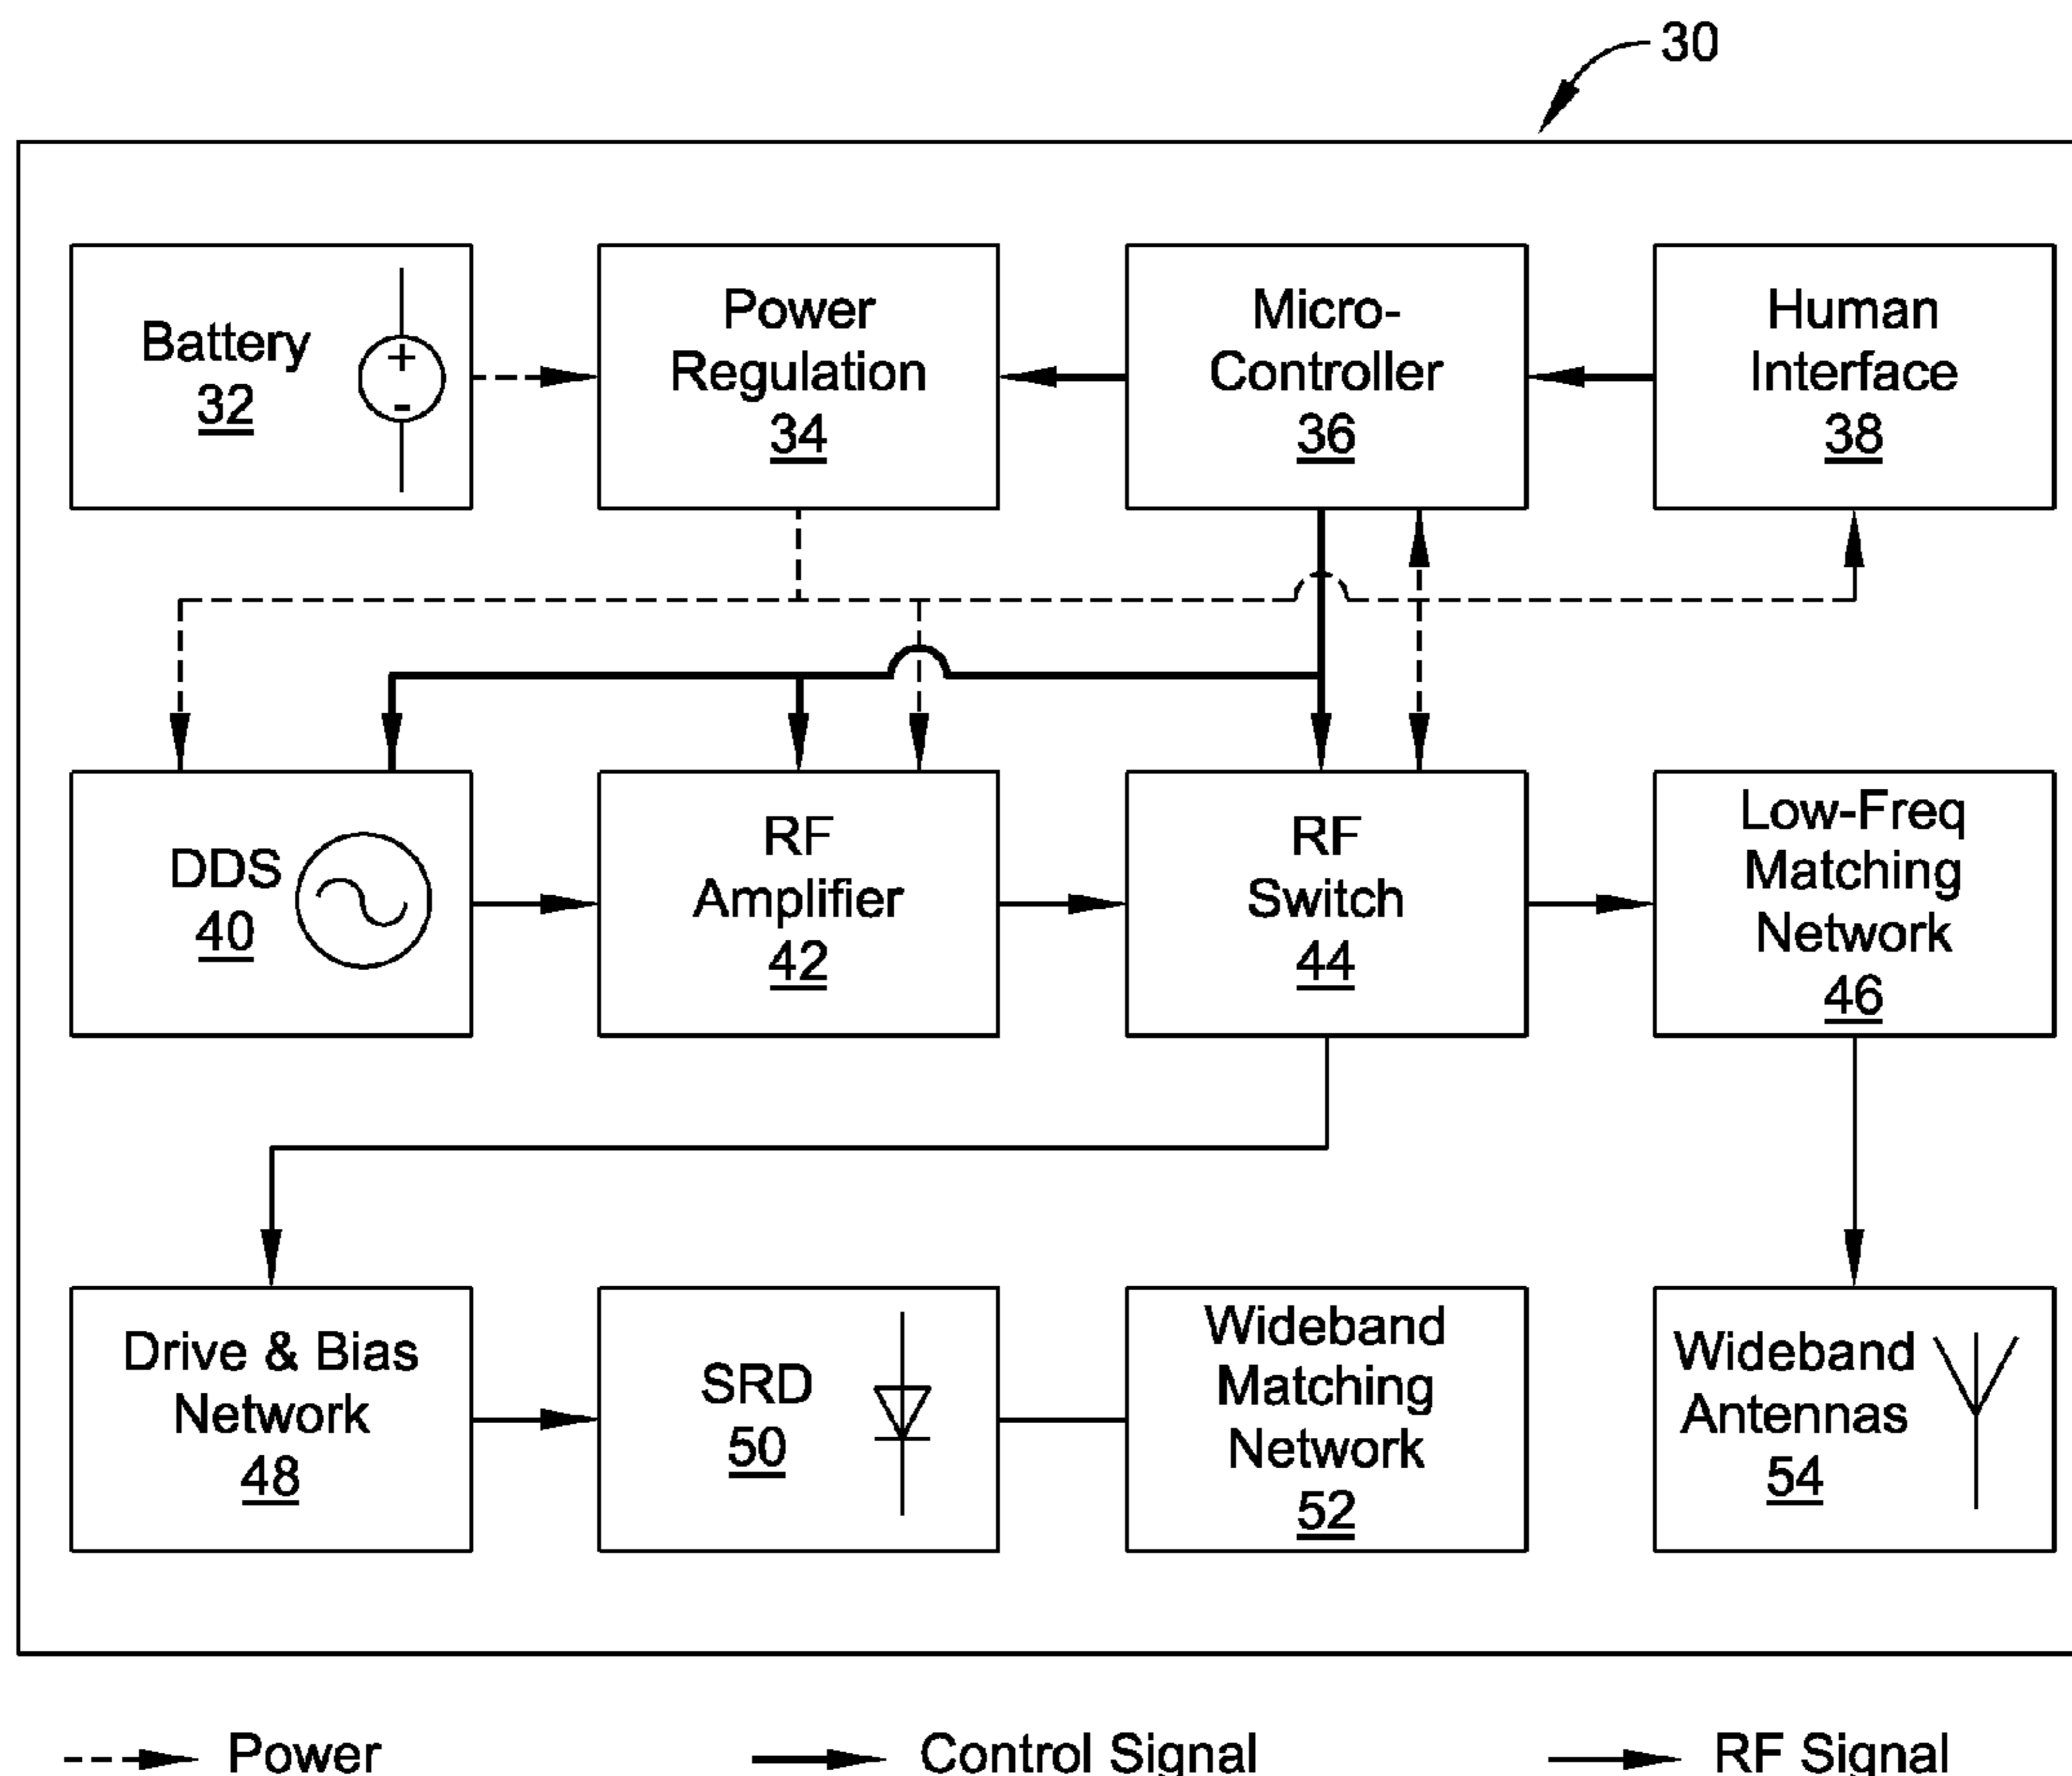 30
Battery
32
+
-
Power
Regulation
34
Micro-
Controller
36
Human
Interface
38
DDS
40
RF
Amplifier
42
RF
Switch
44
Low-Freq
Matching
Network
46
Drive & Bias
Network
48
SRD
50
Wideband
Matching
Network
52
Wideband
Antennas
54
Power
Control Signal
RF Signal